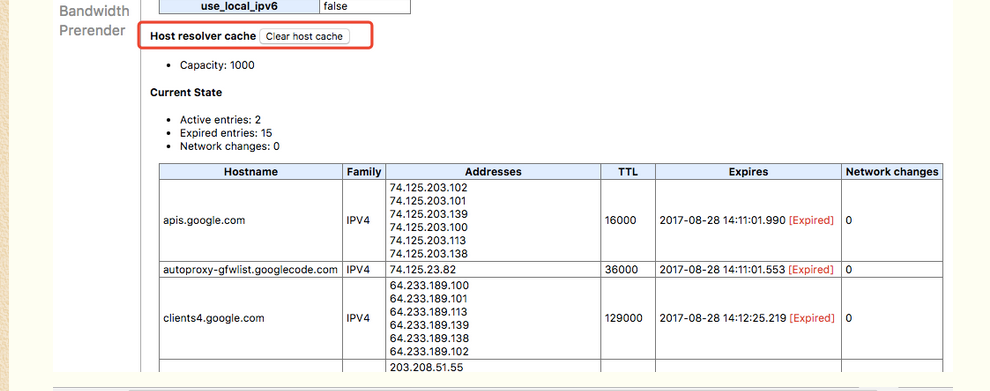 Bandwidth
Prerender
use_local_ipv6 false
Host resolver cache Clear host cache
Capacity: 1000
Current State
Active entries: 2
Expired entries: 15
Network changes: 0
Hostname Family Addresses TTL Expires Network changes
apis.google.com IPV4 74.125.203.102
74.125.203.101
74.125.203.139
74.125.203.100
74.125.203.113
74.125.203.138 16000 2017-08-28 14:11:01.990 [Expired] 0
autoproxy-gfwlist.googlecode.com IPV4 74.125.23.82 36000 2017-08-28 14:11:01.553 [Expired] 0
clients4.google.com IPV4 64.233.189.100
64.233.189.101
64.233.189.113
64.233.189.139
64.233.189.138
64.233.189.102 129000 2017-08-28 14:12:25.219 [Expired] 0
203.208.51.55